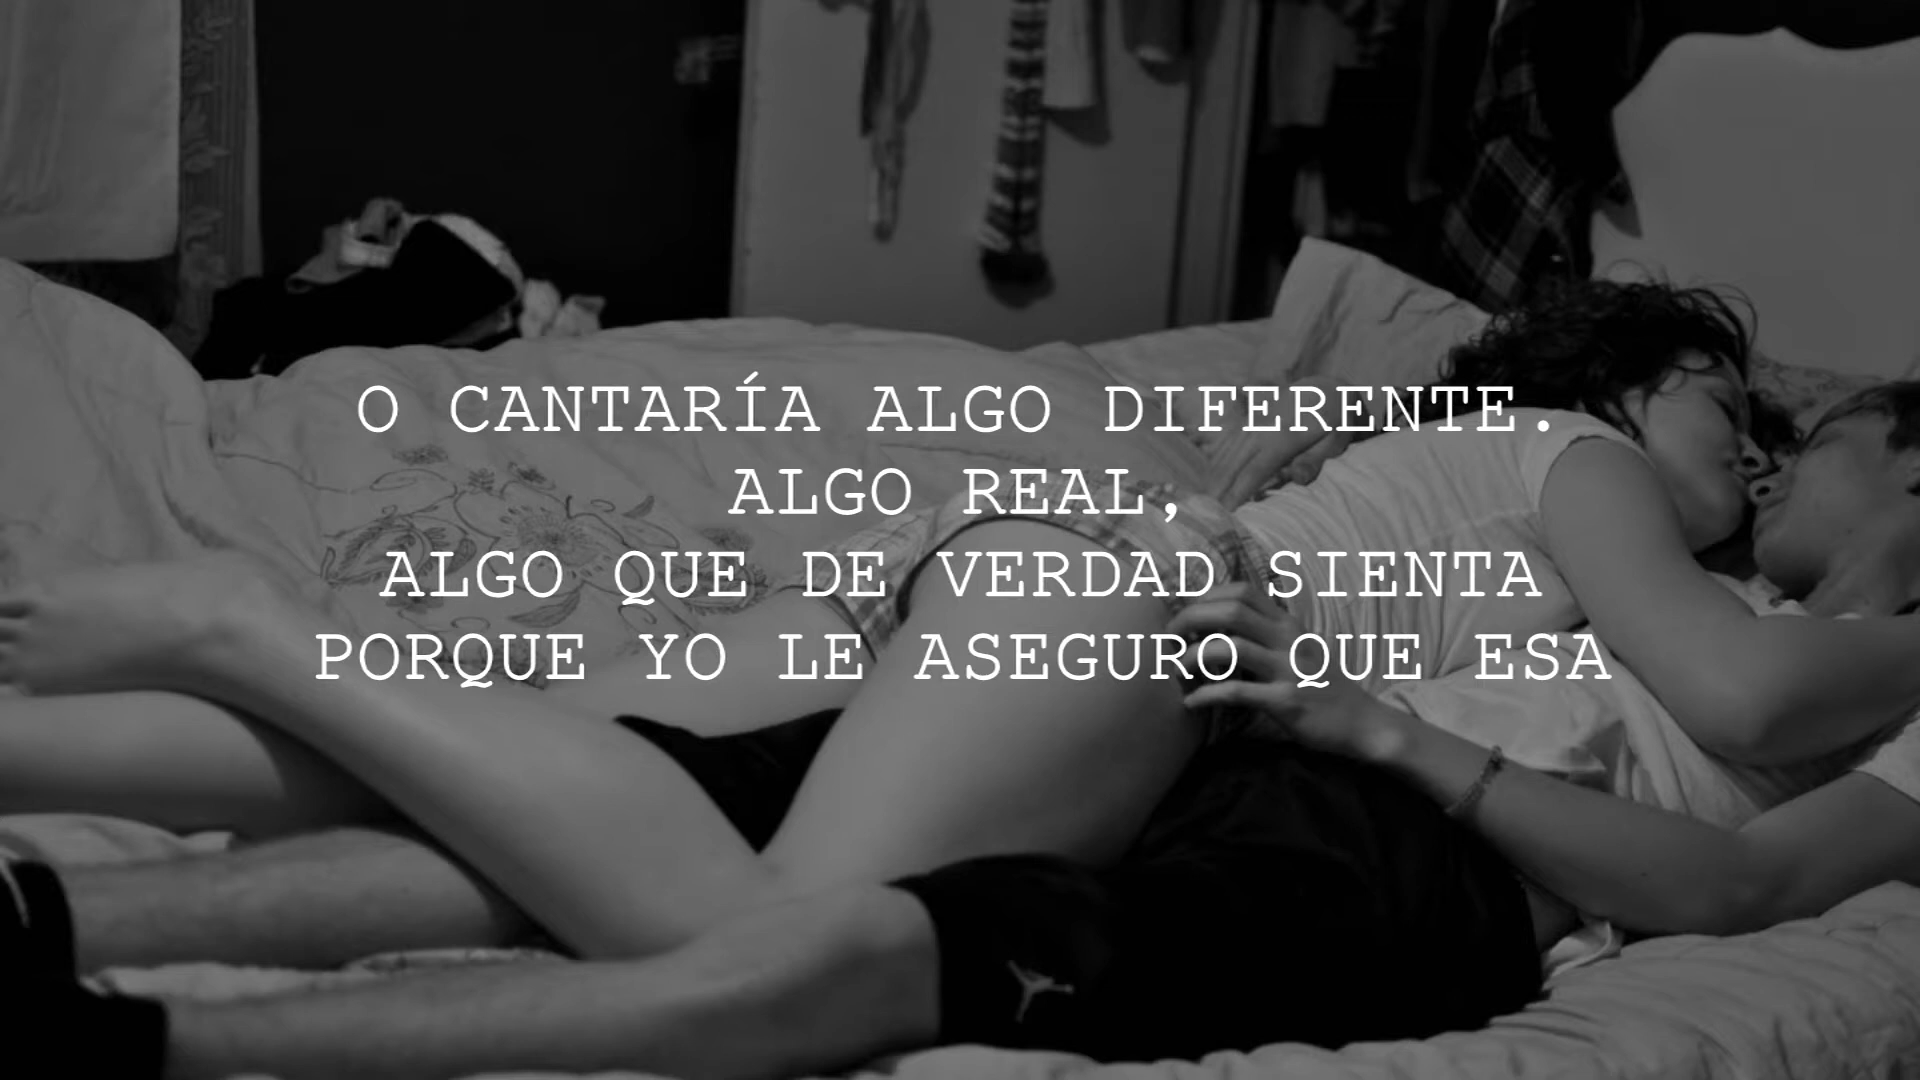 O CANTARÍA ALGO DIFERENTE.
ALGO REAL,
ALGO QUE DE VERDAD SIENTA
PORQUE YO LE ASEGURO QUE ESA